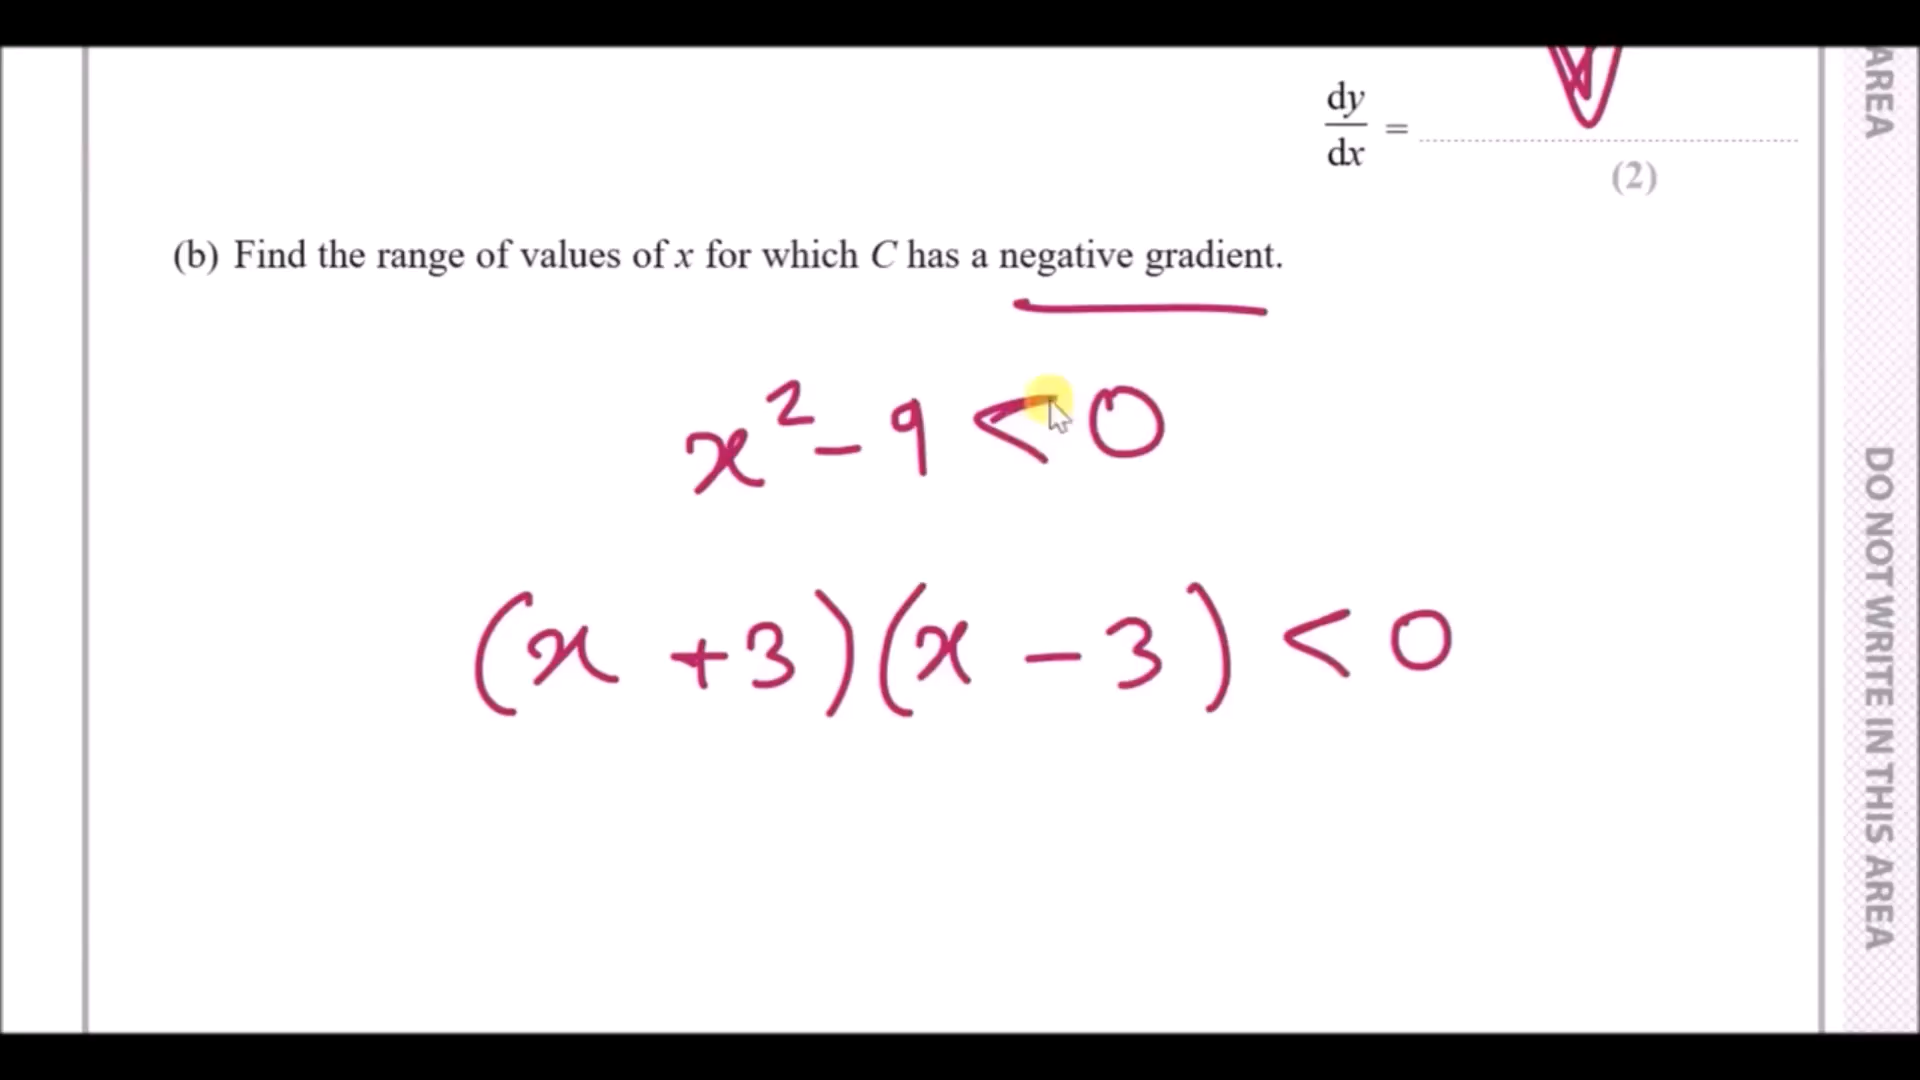 dy
dx
=
(2)
(b) Find the range of values of x for which C has a negative gradient.
x² - 9 < 0
(x + 3)(x - 3) < 0
AREA
DO NOT WRITE IN THIS AREA